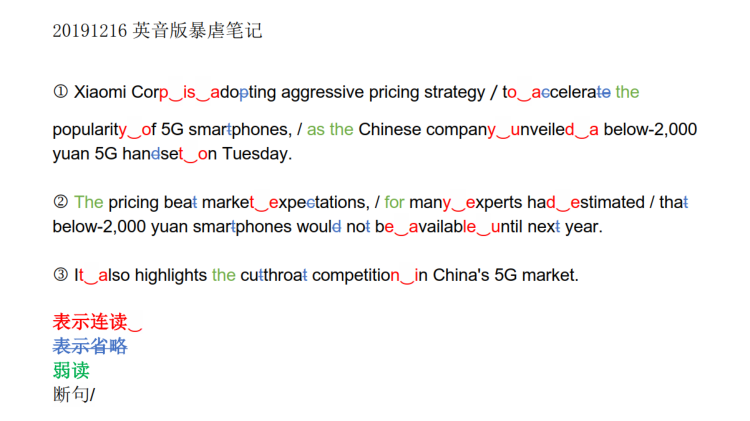 20191216 英音版暴虐笔记
① Xiaomi Corp‿is‿adopting aggressive pricing strategy / to‿accelerate the
popularity‿of 5G smartphones, / as the Chinese company‿unveiled‿a below-2,000
yuan 5G handset‿on Tuesday.
② The pricing beat market‿expectations, / for many‿experts had‿estimated / that
below-2,000 yuan smartphones would not be‿available‿until next year.
③ It‿also highlights the cutthroat competition‿in China's 5G market.
表示连读‿
表示省略
弱读
断句/